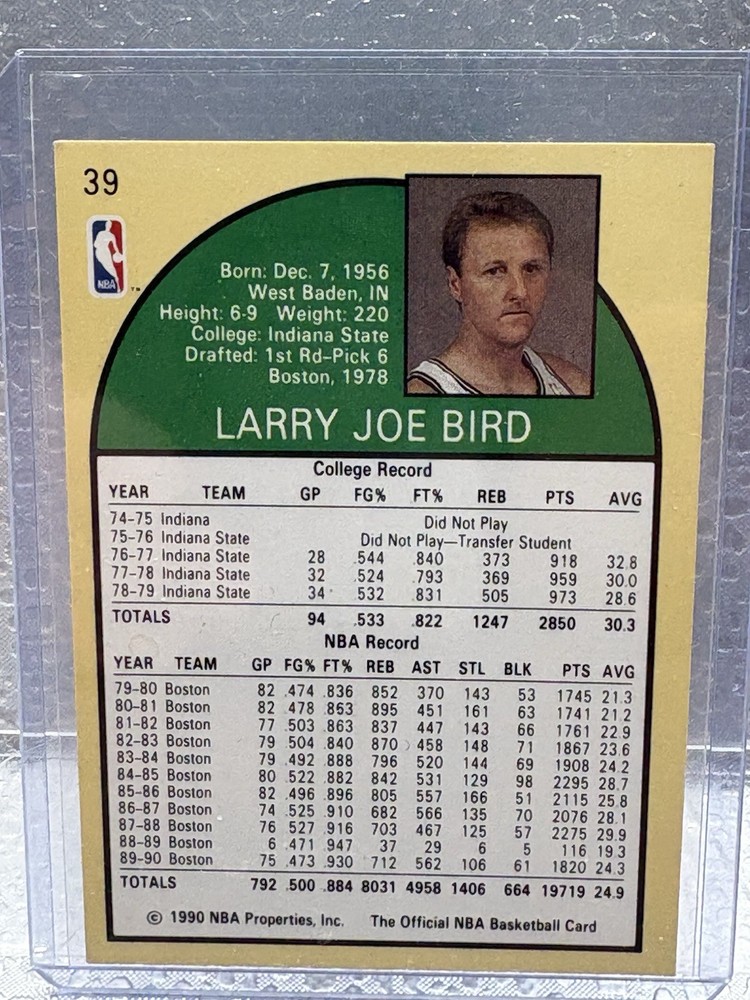 39
NBA
TM
Born: Dec. 7, 1956
West Baden, IN
Height: 6-9 Weight: 220
College: Indiana State
Drafted: 1st Rd-Pick 6
Boston, 1978
LARRY JOE BIRD
College Record
YEAR TEAM GP FG% FT% REB PTS AVG
74-75 Indiana Did Not Play
75-76 Indiana State Did Not Play—Transfer Student
76-77 Indiana State 28 .544 .840 373 918 32.8
77-78 Indiana State 32 .524 .793 369 959 30.0
78-79 Indiana State 34 .532 .831 505 973 28.6
TOTALS 94 .533 .822 1247 2850 30.3
NBA Record
YEAR TEAM GP FG% FT% REB AST STL BLK PTS AVG
79-80 Boston 82 .474 .836 852 370 143 53 1745 21.3
80-81 Boston 82 .478 .863 895 451 161 63 1741 21.2
81-82 Boston 77 .503 .863 837 447 143 66 1761 22.9
82-83 Boston 79 .504 .840 870 458 148 71 1867 23.6
83-84 Boston 79 .492 .888 796 520 144 69 1908 24.2
84-85 Boston 80 .522 .882 842 531 129 98 2295 28.7
85-86 Boston 82 .496 .896 805 557 166 51 2115 25.8
86-87 Boston 74 .525 .910 682 566 135 70 2076 28.1
87-88 Boston 76 .527 .916 703 467 125 57 2275 29.9
88-89 Boston 6 .471 .947 37 29 6 5 116 19.3
89-90 Boston 75 .473 .930 712 562 106 61 1820 24.3
TOTALS 792 .500 .884 8031 4958 1406 664 19719 24.9
© 1990 NBA Properties, Inc. The Official NBA Basketball Card